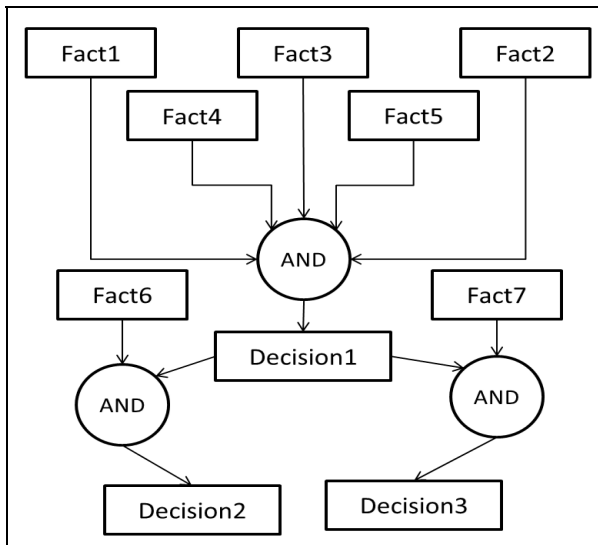 Fact1
Fact3
Fact2
Fact4
Fact5
AND
Fact6
Fact7
Decision1
AND
AND
Decision2
Decision3